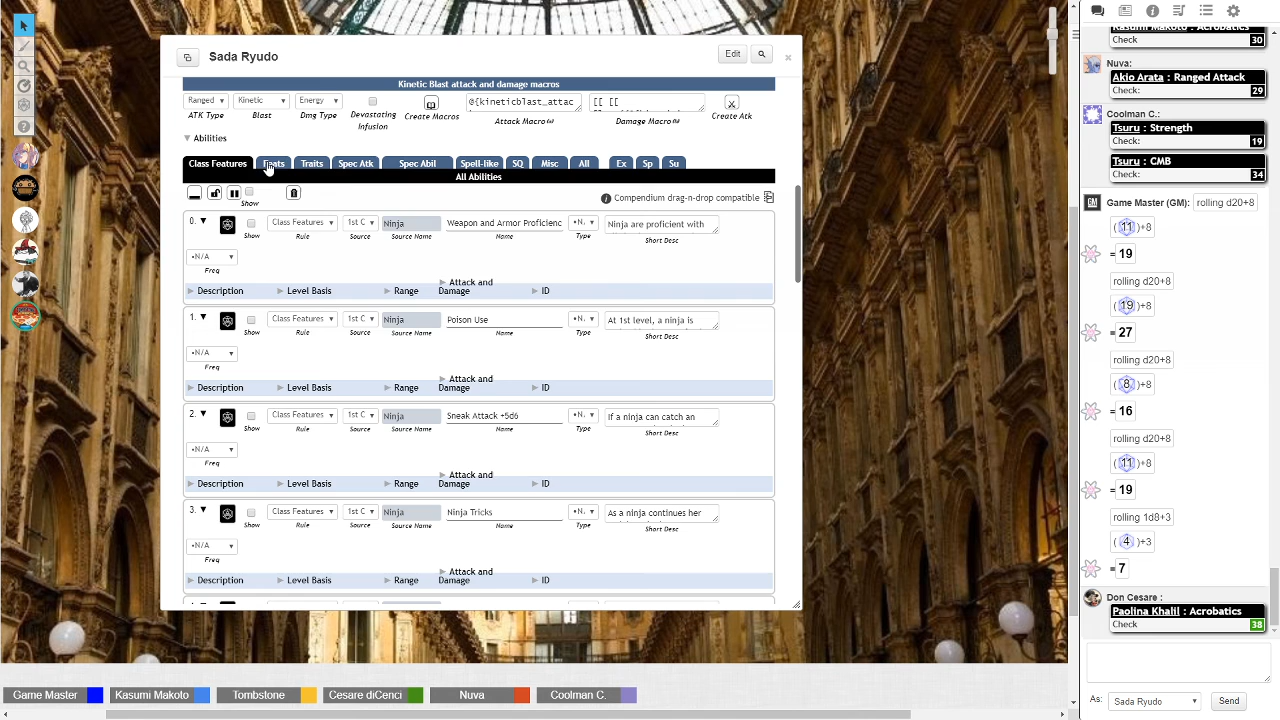 Sada Ryudo
Edit
Kinetic Blast attack and damage macros
Ranged
Kinetic
Energy
@{kineticblast_attac
[[ [[
ATK Type
Blast
Dmg Type
Devastating
Infusion
Create Macros
Attack Macro
Damage Macro
Create Atk
Abilities
Class Features
Feats
Traits
Spec Atk
Spec Abil
Spell-like
SQ
Misc
All
Ex
Sp
Su
All Abilities
Show
Compendium drag-n-drop compatible
0.
Show
Class Features
Rule
1st C
Source
Ninja
Source Name
Weapon and Armor Proficienc
Name
•N.
Type
Ninja are proficient with
Short Desc
•N/A
Freq
Description
Level Basis
Range
Attack and
Damage
ID
1.
Show
Class Features
Rule
1st C
Source
Ninja
Source Name
Poison Use
Name
•N.
Type
At 1st level, a ninja is
Short Desc
•N/A
Freq
Description
Level Basis
Range
Attack and
Damage
ID
2.
Show
Class Features
Rule
1st C
Source
Ninja
Source Name
Sneak Attack +5d6
Name
•N.
Type
If a ninja can catch an
Short Desc
•N/A
Freq
Description
Level Basis
Range
Attack and
Damage
ID
3.
Show
Class Features
Rule
1st C
Source
Ninja
Source Name
Ninja Tricks
Name
•N.
Type
As a ninja continues her
Short Desc
•N/A
Freq
Description
Level Basis
Range
Attack and
Damage
ID
Game Master
Kasumi Makoto
Tombstone
Cesare diCenci
Nuva
Coolman C.
Kasumi Makoto : Acrobatics
Check
30
Nuva:
Akio Arata : Ranged Attack
Check
29
Coolman C.:
Tsuru : Strength
Check
19
Tsuru : CMB
Check
34
Game Master (GM): rolling d20+8
(11)+8
=19
rolling d20+8
(19)+8
=27
rolling d20+8
(8)+8
=16
rolling d20+8
(11)+8
=19
rolling 1d8+3
(4)+3
=7
Don Cesare :
Paolina Khalil : Acrobatics
Check
38
As:
Sada Ryudo
Send